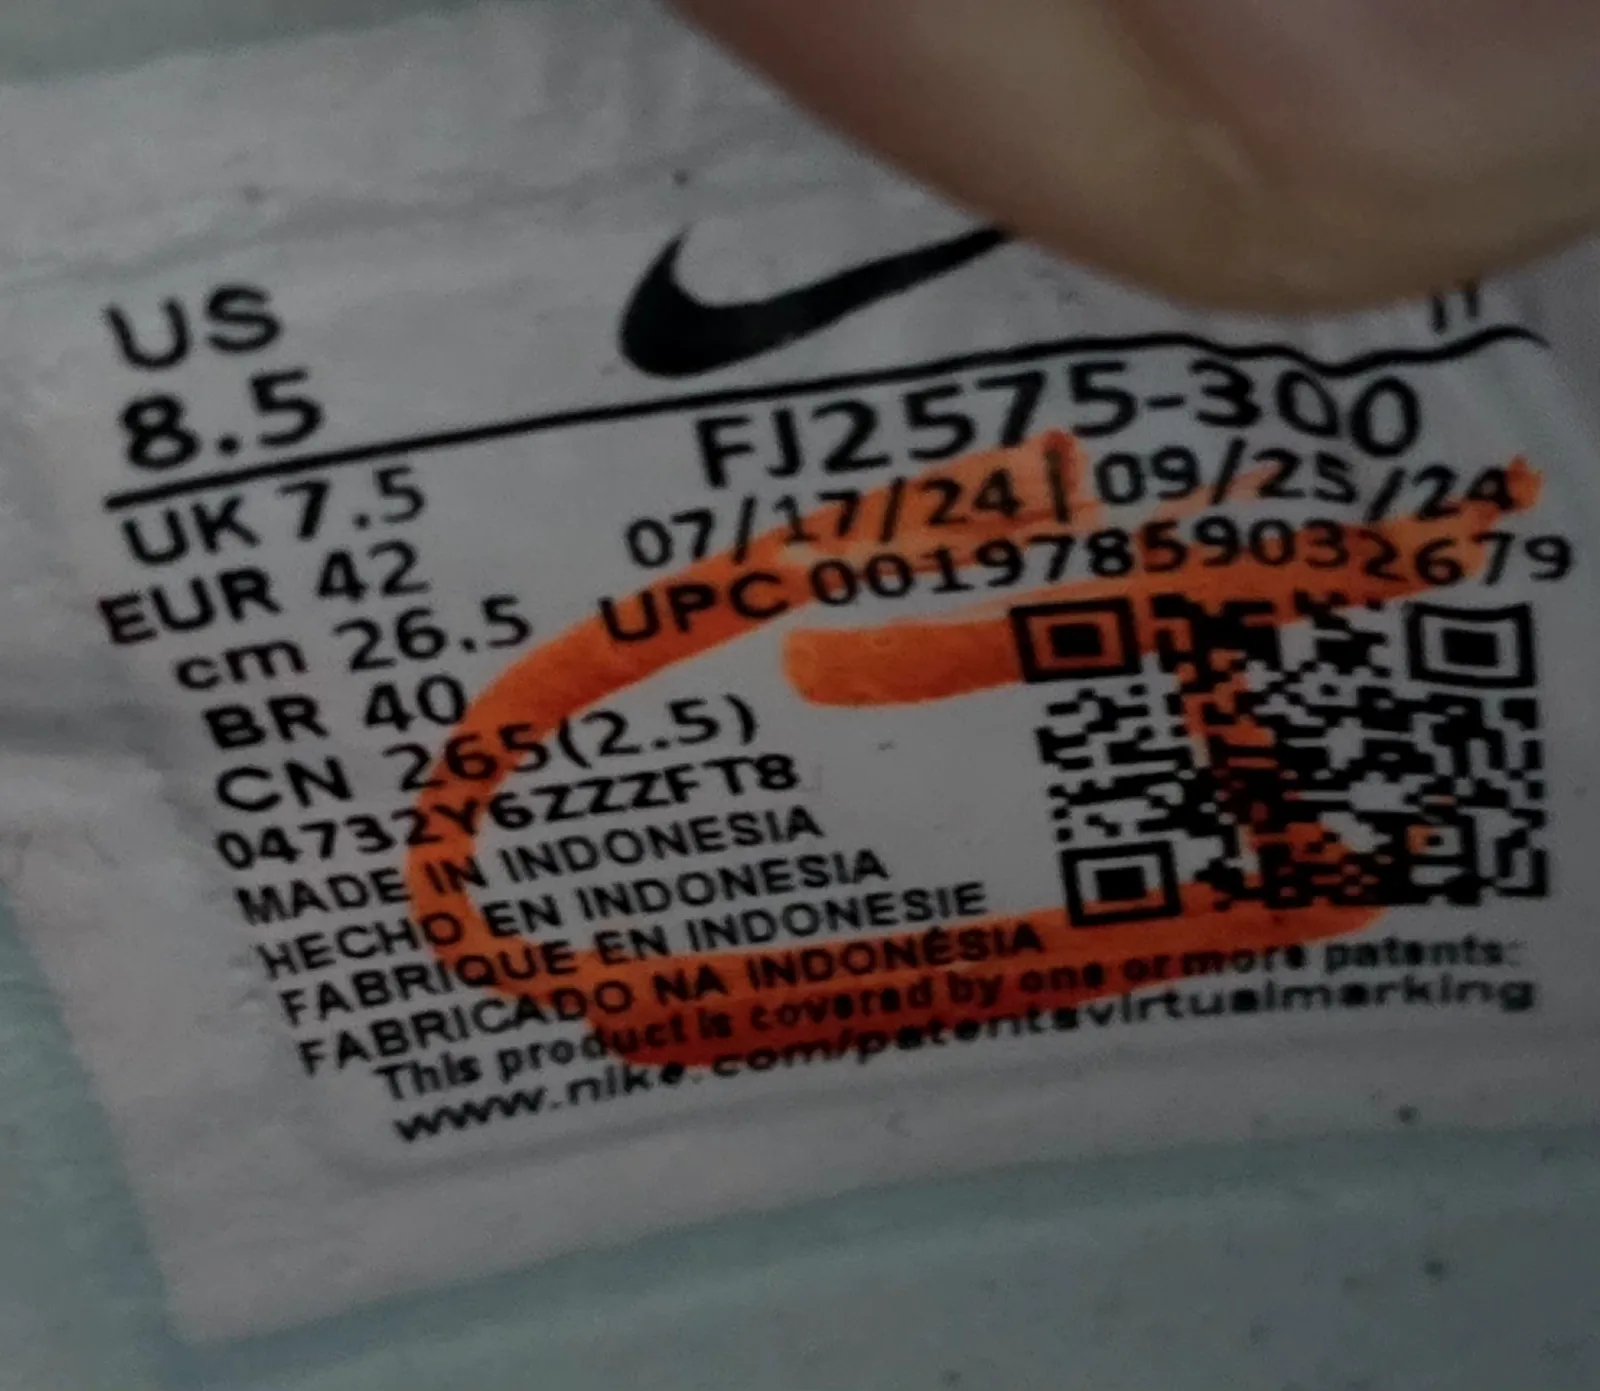 US
8.5
UK 7.5
EUR 42
cm 26.5
BR 40
CN 265(2.5)
FJ2575-300
07/17/24 | 09/25/24
UPC 00197859032679
04732Y6ZZZFT8
MADE IN INDONESIA
HECHO EN INDONESIA
FABRIQUE EN INDONESIE
FABRICADO NA INDONÉSIA
This product is covered by one or more patents:
www.nike.com/patentsvirtualmarking